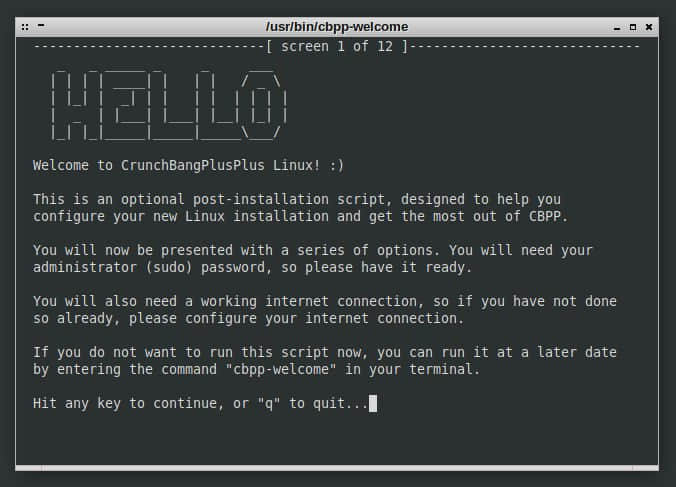 /usr/bin/cbpp-welcome
-----------------------------[ screen 1 of 12 ]-----------------------------
HELLO
Welcome to CrunchBangPlusPlus Linux! :)
This is an optional post-installation script, designed to help you
configure your new Linux installation and get the most out of CBPP.
You will now be presented with a series of options. You will need your
administrator (sudo) password, so please have it ready.
You will also need a working internet connection, so if you have not done
so already, please configure your internet connection.
If you do not want to run this script now, you can run it at a later date
by entering the command "cbpp-welcome" in your terminal.
Hit any key to continue, or "q" to quit...